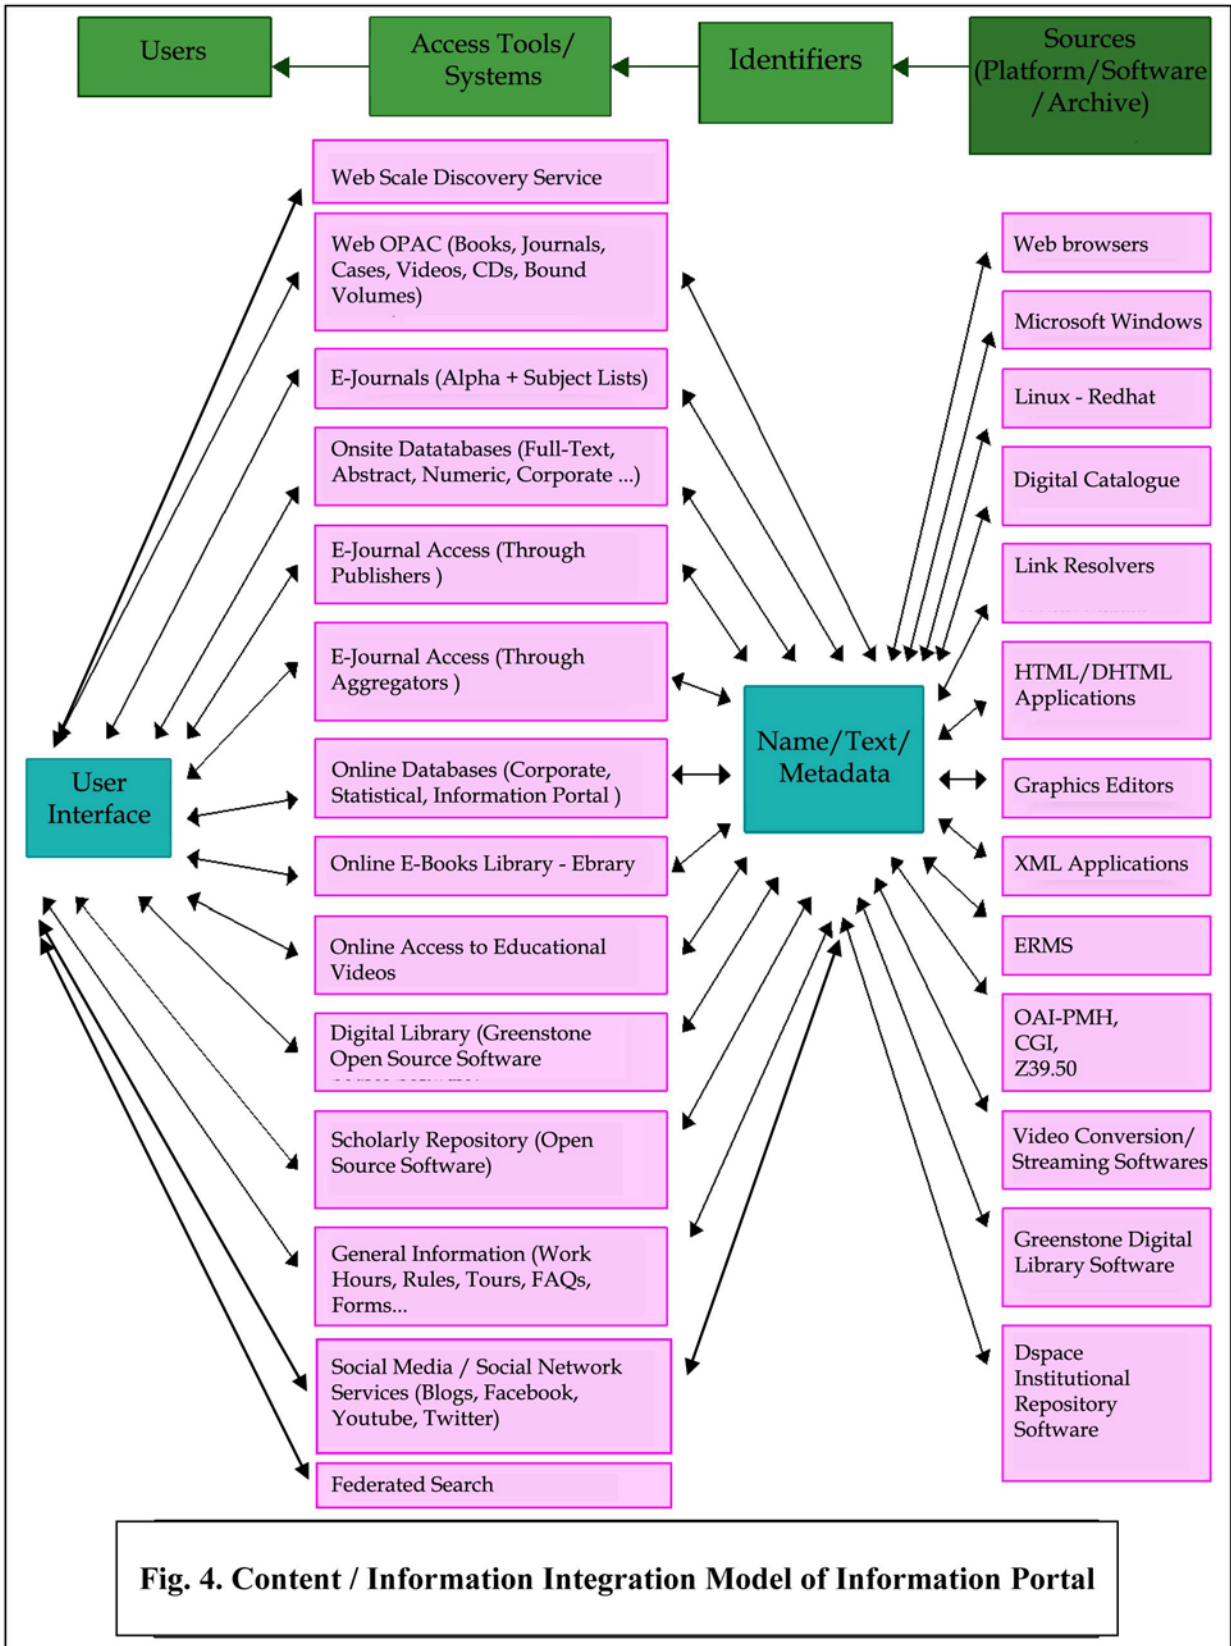 Users
Access Tools/
Systems
Identifiers
Sources
(Platform/Software
/Archive)
Web Scale Discovery Service
Web OPAC (Books, Journals,
Cases, Videos, CDs, Bound
Volumes)
E-Journals (Alpha + Subject Lists)
Onsite Datatabases (Full-Text,
Abstract, Numeric, Corporate ...)
E-Journal Access (Through
Publishers )
E-Journal Access (Through
Aggregators )
Online Databases (Corporate,
Statistical, Information Portal )
Online E-Books Library - Ebrary
Online Access to Educational
Videos
Digital Library (Greenstone
Open Source Software
Scholarly Repository (Open
Source Software)
General Information (Work
Hours, Rules, Tours, FAQs,
Forms...
Social Media / Social Network
Services (Blogs, Facebook,
Youtube, Twitter)
Federated Search
User
Interface
Name/Text/
Metadata
Web browsers
Microsoft Windows
Linux - Redhat
Digital Catalogue
Link Resolvers
HTML/DHTML
Applications
Graphics Editors
XML Applications
ERMS
OAI-PMH,
CGI,
Z39.50
Video Conversion/
Streaming Softwares
Greenstone Digital
Library Software
Dspace
Institutional
Repository
Software
Fig. 4. Content / Information Integration Model of Information Portal